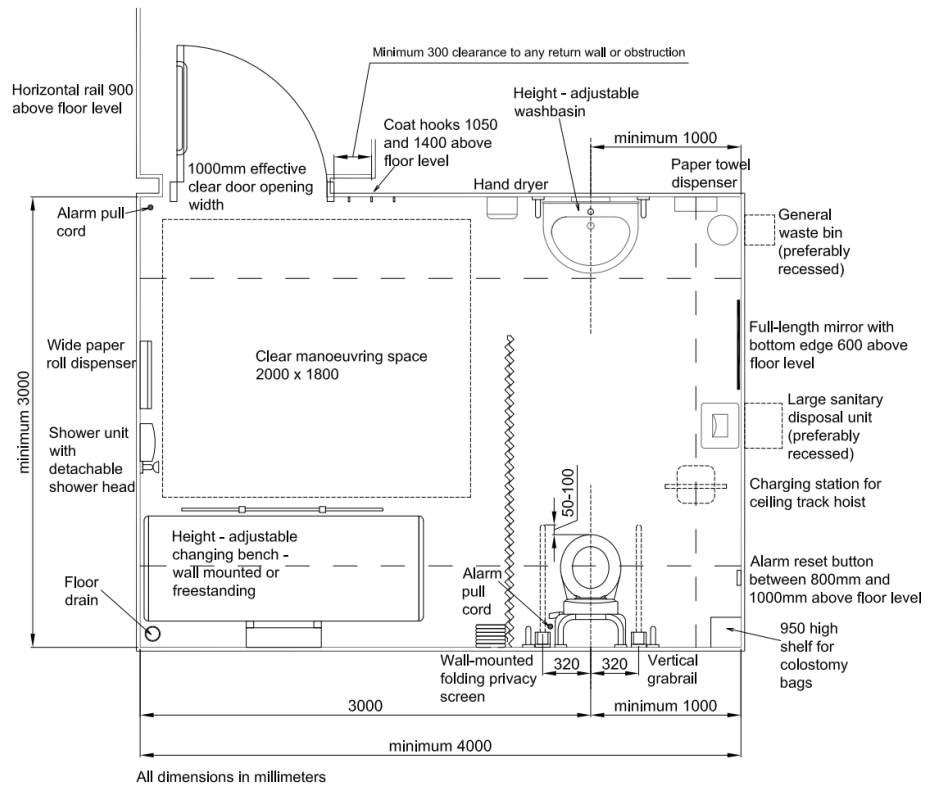 Minimum 300 clearance to any return wall or obstruction
Horizontal rail 900
above floor level
Height - adjustable
washbasin
Coat hooks 1050
and 1400 above
floor level
minimum 1000
1000mm effective
clear door opening
width
Hand dryer
Paper towel
dispenser
Alarm pull
cord
General
waste bin
(preferably
recessed)
Wide paper
roll dispenser
Clear manoeuvring space
2000 x 1800
Full-length mirror with
bottom edge 600 above
floor level
minimum 3000
Shower unit
with
detachable
shower head
Large sanitary
disposal unit
(preferably
recessed)
50-100
Charging station for
ceiling track hoist
Height - adjustable
changing bench -
wall mounted or
freestanding
Floor
drain
Alarm
pull
cord
Alarm reset button
between 800mm and
1000mm above floor level
950 high
shelf for
colostomy
bags
Wall-mounted
folding privacy
screen
320
320
Vertical
grabrail
3000
minimum 1000
minimum 4000
All dimensions in millimeters